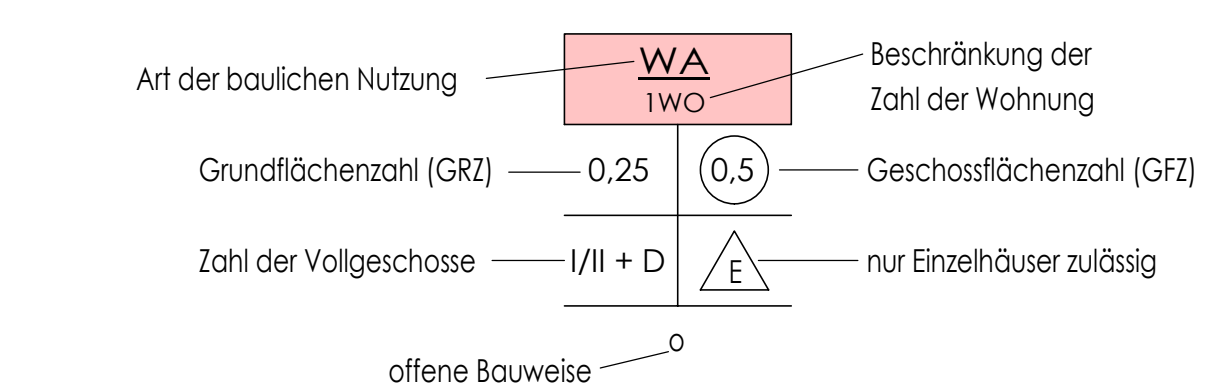 Art der baulichen Nutzung
WA
1WO
Beschränkung der
Zahl der Wohnung
Grundflächenzahl (GRZ)
0,25
0,5
Geschossflächenzahl (GFZ)
Zahl der Vollgeschosse
I/II + D
E
nur Einzelhäuser zulässig
o
offene Bauweise